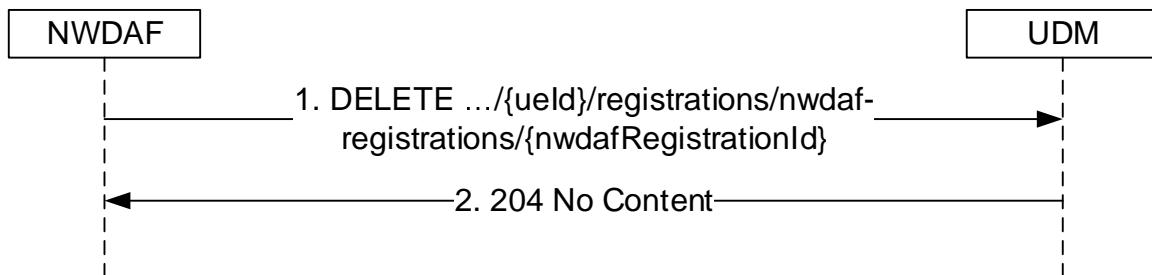 NWDAF
UDM
1. DELETE …/{ueId}/registrations/nwdaf-
registrations/{nwdafRegistrationId}
2. 204 No Content